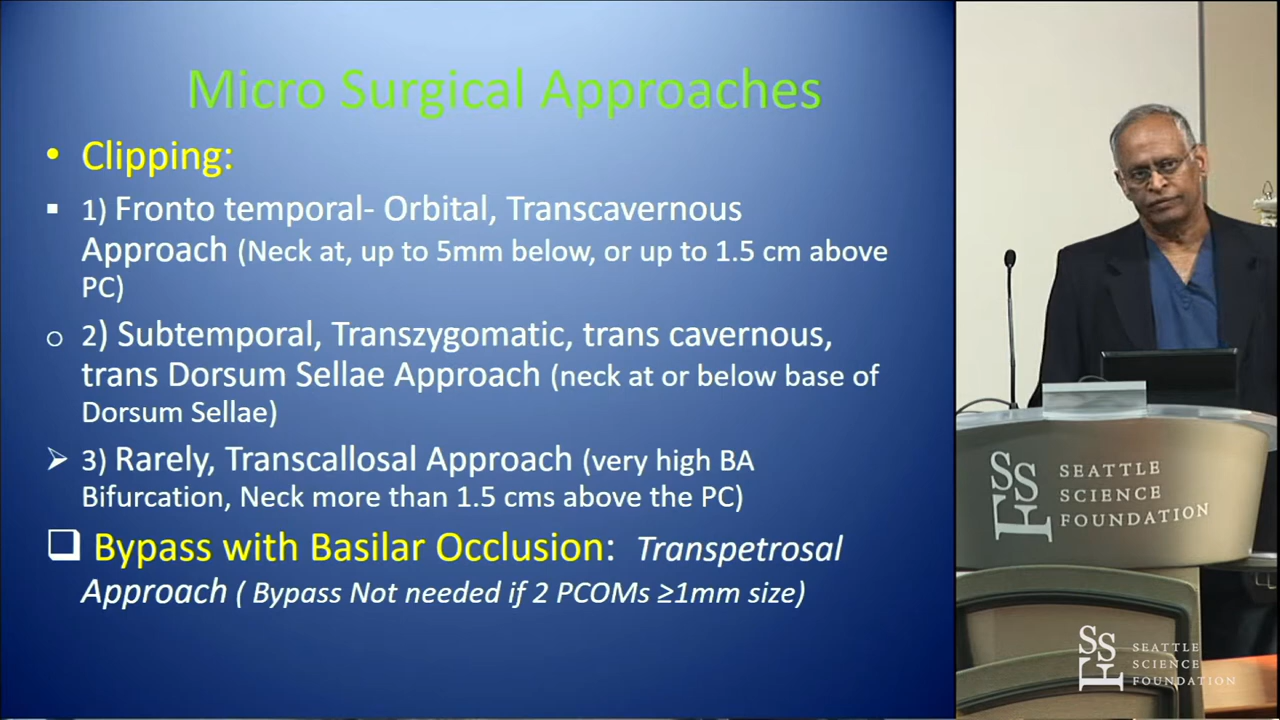 Micro Surgical Approaches
• Clipping:
▪ 1) Fronto temporal- Orbital, Transcavernous
Approach (Neck at, up to 5mm below, or up to 1.5 cm above
PC)
o 2) Subtemporal, Transzygomatic, trans cavernous,
trans Dorsum Sellae Approach (neck at or below base of
Dorsum Sellae)
➢ 3) Rarely, Transcallosal Approach (very high BA
Bifurcation, Neck more than 1.5 cms above the PC)
❑ Bypass with Basilar Occlusion: Transpetrosal
Approach ( Bypass Not needed if 2 PCOMs ≥1mm size)
SSF
SEATTLE
SCIENCE
FOUNDATION
SSF
SEATTLE
SCIENCE
FOUNDATION